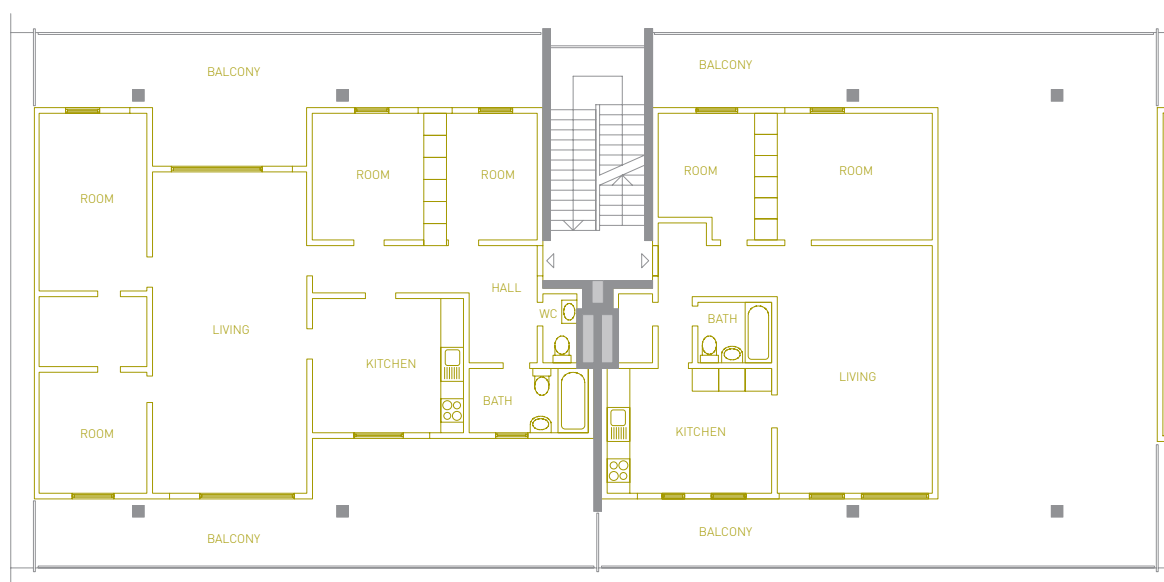 BALCONY
BALCONY
ROOM
ROOM
ROOM
ROOM
ROOM
HALL
WC
LIVING
BATH
KITCHEN
LIVING
BATH
ROOM
KITCHEN
BALCONY
BALCONY